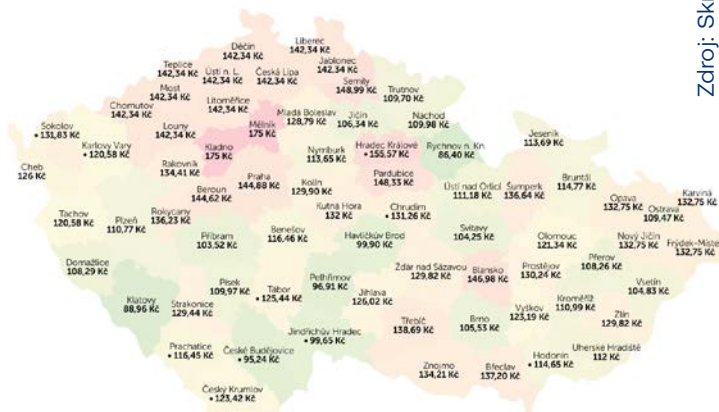 Zdroj: Sk
Děčín
142,34 Kč
Liberec
142,34 Kč
Teplice
142,34 Kč
Ústí n. L.
142,34 Kč
Česká Lípa
142,34 Kč
Jablonec
142,34 Kč
Semily
148,99 Kč
Most
142,34 Kč
Trutnov
109,70 Kč
Chomutov
142,34 Kč
Litoměřice
142,34 Kč
Mělník
175 Kč
Mladá Boleslav
128,79 Kč
Jičín
106,34 Kč
Náchod
109,98 Kč
Sokolov
• 131,83 Kč
Karlovy Vary
• 120,58 Kč
Louny
142,34 Kč
Kladno
175 Kč
Nymburk
113,65 Kč
Hradec Králové
• 155,57 Kč
Rychnov n. Kn
86,40 Kč
Jeseník
113,69 Kč
Cheb
126 Kč
Rakovník
134,41 Kč
Praha
144,88 Kč
Kolín
129,90 Kč
Pardubice
148,33 Kč
Beroun
144,62 Kč
Ústí nad Orlicí
111,18 Kč
Šumperk
136,64 Kč
Bruntál
114,77 Kč
Opava
132,75 Kč
Karviná
132,75 Kč
Ostrava
109,47 Kč
Tachov
120,58 Kč
Plzeň
110,77 Kč
Rokycany
136,23 Kč
Kutná Hora
132 Kč
Chrudim
• 131,26 Kč
Příbram
103,52 Kč
Benešov
116,46 Kč
Havlíčkův Brod
99,90 Kč
Svitavy
104,25 Kč
Olomouc
121,34 Kč
Nový Jičín
132,75 Kč
Frýdek-Míste
132,75 Kč
Domažlice
108,29 Kč
Přerov
108,26 Kč
Klatovy
88,96 Kč
Strakonice
129,44 Kč
Písek
109,97 Kč
Tábor
• 125,44 Kč
Pelhřimov
96,91 Kč
Jihlava
126,02 Kč
Žďár nad Sázavou
129,82 Kč
Blansko
146,98 Kč
Prostějov
130,24 Kč
Vsetín
104,83 Kč
Kroměříž
110,99 Kč
Vyškov
123,19 Kč
Zlín
129,82 Kč
Třebíč
138,69 Kč
Brno
105,53 Kč
Jindřichův Hradec
• 99,65 Kč
Prachatice
• 116,45 Kč
České Budějovice
• 95,24 Kč
Uherské Hradiště
112 Kč
Hodonín
• 114,65 Kč
Znojmo
134,21 Kč
Břeclav
137,20 Kč
Český Krumlov
• 123,42 Kč